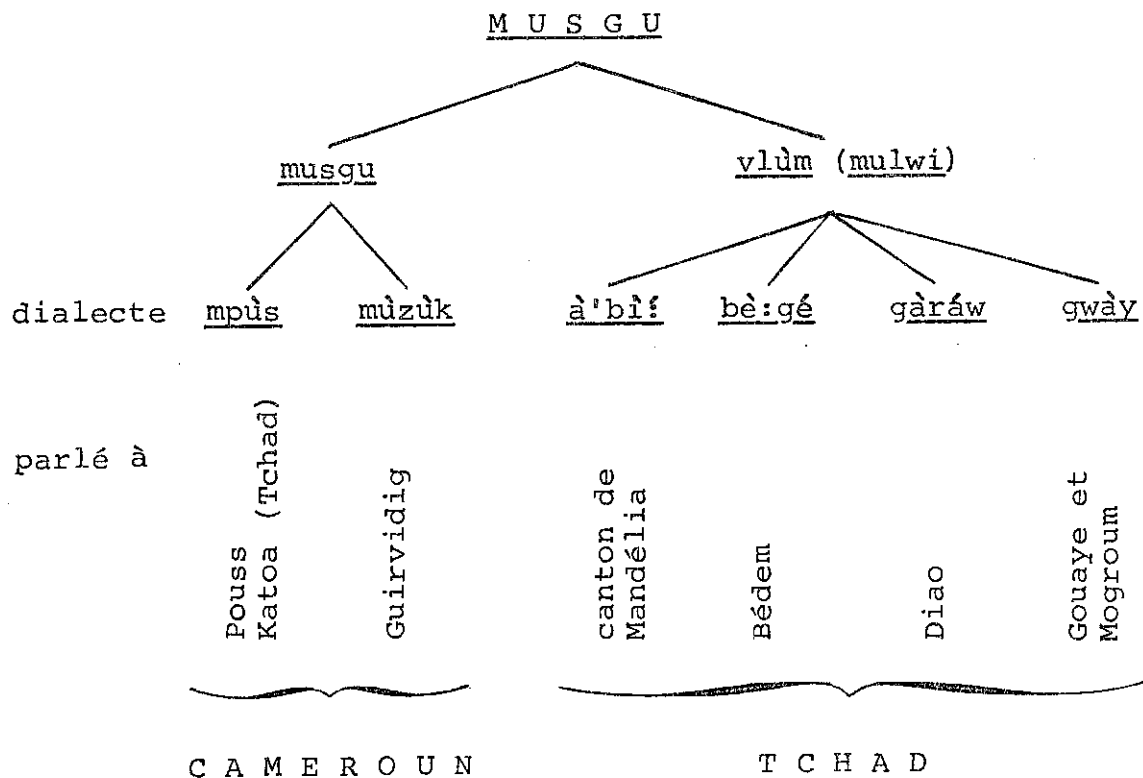 M U S G U
musgu vlùm (mulwi)
dialecte mpùs mùzùk à'bì:́ bè:gé gàráw gwày
parlé à
Pouss
Katoa (Tchad)
Guirvidig
canton de
Mandélia
Bédem
Diao
Gouaye et
Mogroum
C A M E R O U N T C H A D